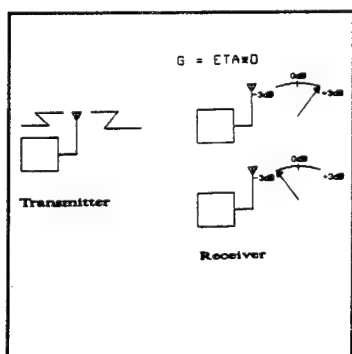 G = ETA*D
0dB
-3dB
+3dB
0dB
-3dB
+3dB
Transmitter
Receiver